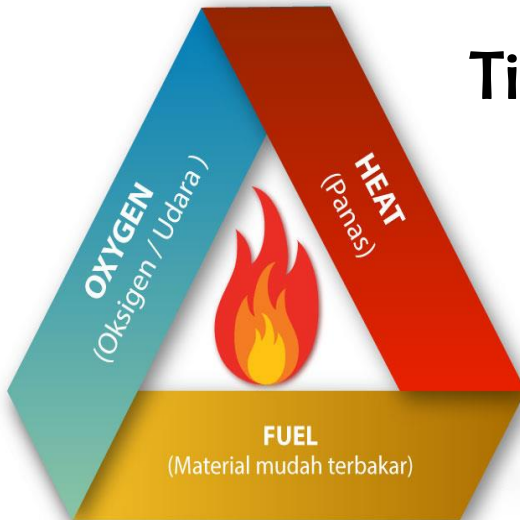 Ti
OXYGEN
(Oksigen / Udara )
HEAT
(Panas)
FUEL
(Material mudah terbakar)